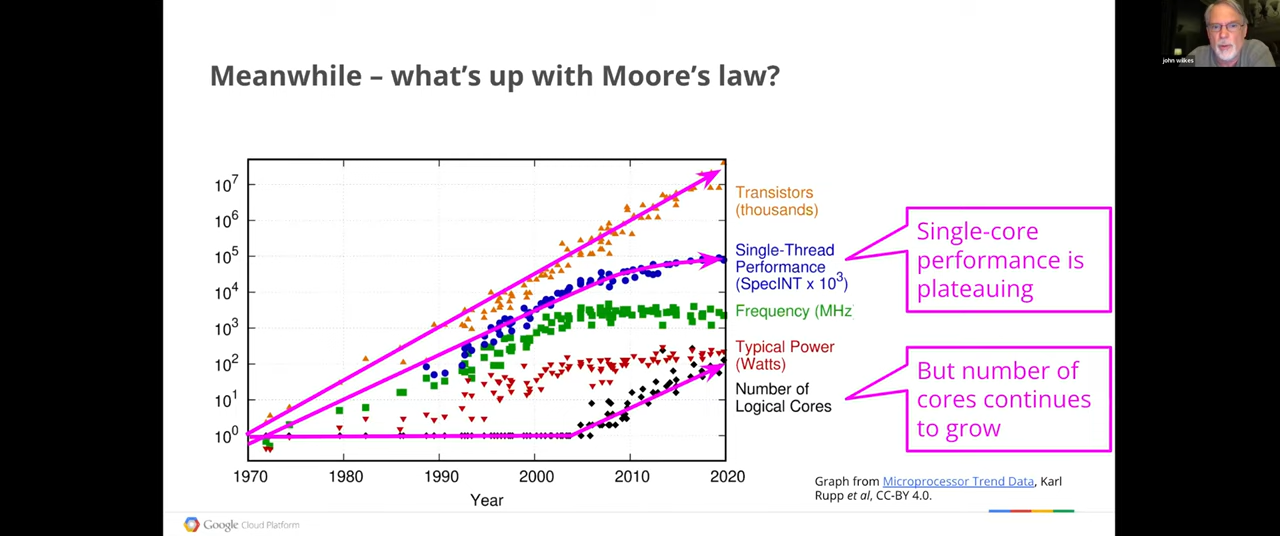 john wilkes
Meanwhile – what's up with Moore's law?
10^7
10^6
10^5
10^4
10^3
10^2
10^1
10^0
1970 1980 1990 2000 2010 2020
Year
Transistors
(thousands)
Single-Thread
Performance
(SpecINT x 10^3)
Frequency (MHz
Typical Power
(Watts)
Number of
Logical Cores
Single-core
performance is
plateauing
But number of
cores continues
to grow
Graph from Microprocessor Trend Data, Karl
Rupp et al, CC-BY 4.0.
Google Cloud Platform